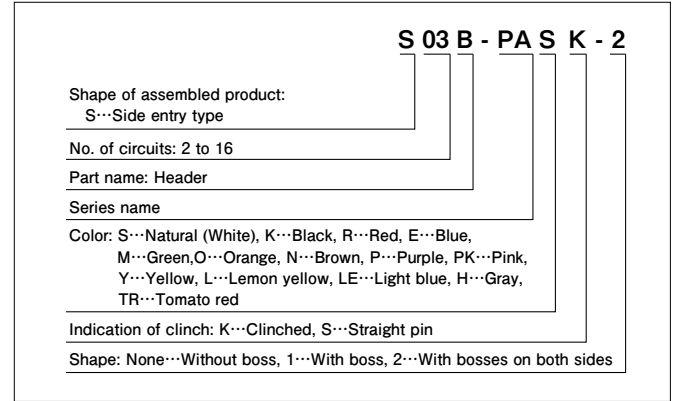 S 03 B - PA S K - 2
Shape of assembled product:
S⋯Side entry type
No. of circuits: 2 to 16
Part name: Header
Series name
Color: S⋯Natural (White), K⋯Black, R⋯Red, E⋯Blue,
M⋯Green,O⋯Orange, N⋯Brown, P⋯Purple, PK⋯Pink,
Y⋯Yellow, L⋯Lemon yellow, LE⋯Light blue, H⋯Gray,
TR⋯Tomato red
Indication of clinch: K⋯Clinched, S⋯Straight pin
Shape: None⋯Without boss, 1⋯With boss, 2⋯With bosses on both sides